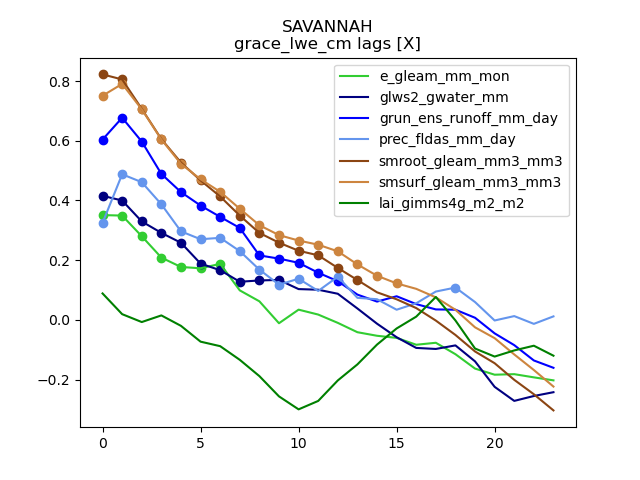 SAVANNAH
grace_lwe_cm lags [X]
e_gleam_mm_mon
glws2_gwater_mm
grun_ens_runoff_mm_day
prec_fldas_mm_day
smroot_gleam_mm3_mm3
smsurf_gleam_mm3_mm3
lai_gimms4g_m2_m2
0.8
0.6
0.4
0.2
0.0
−0.2
0
5
10
15
20